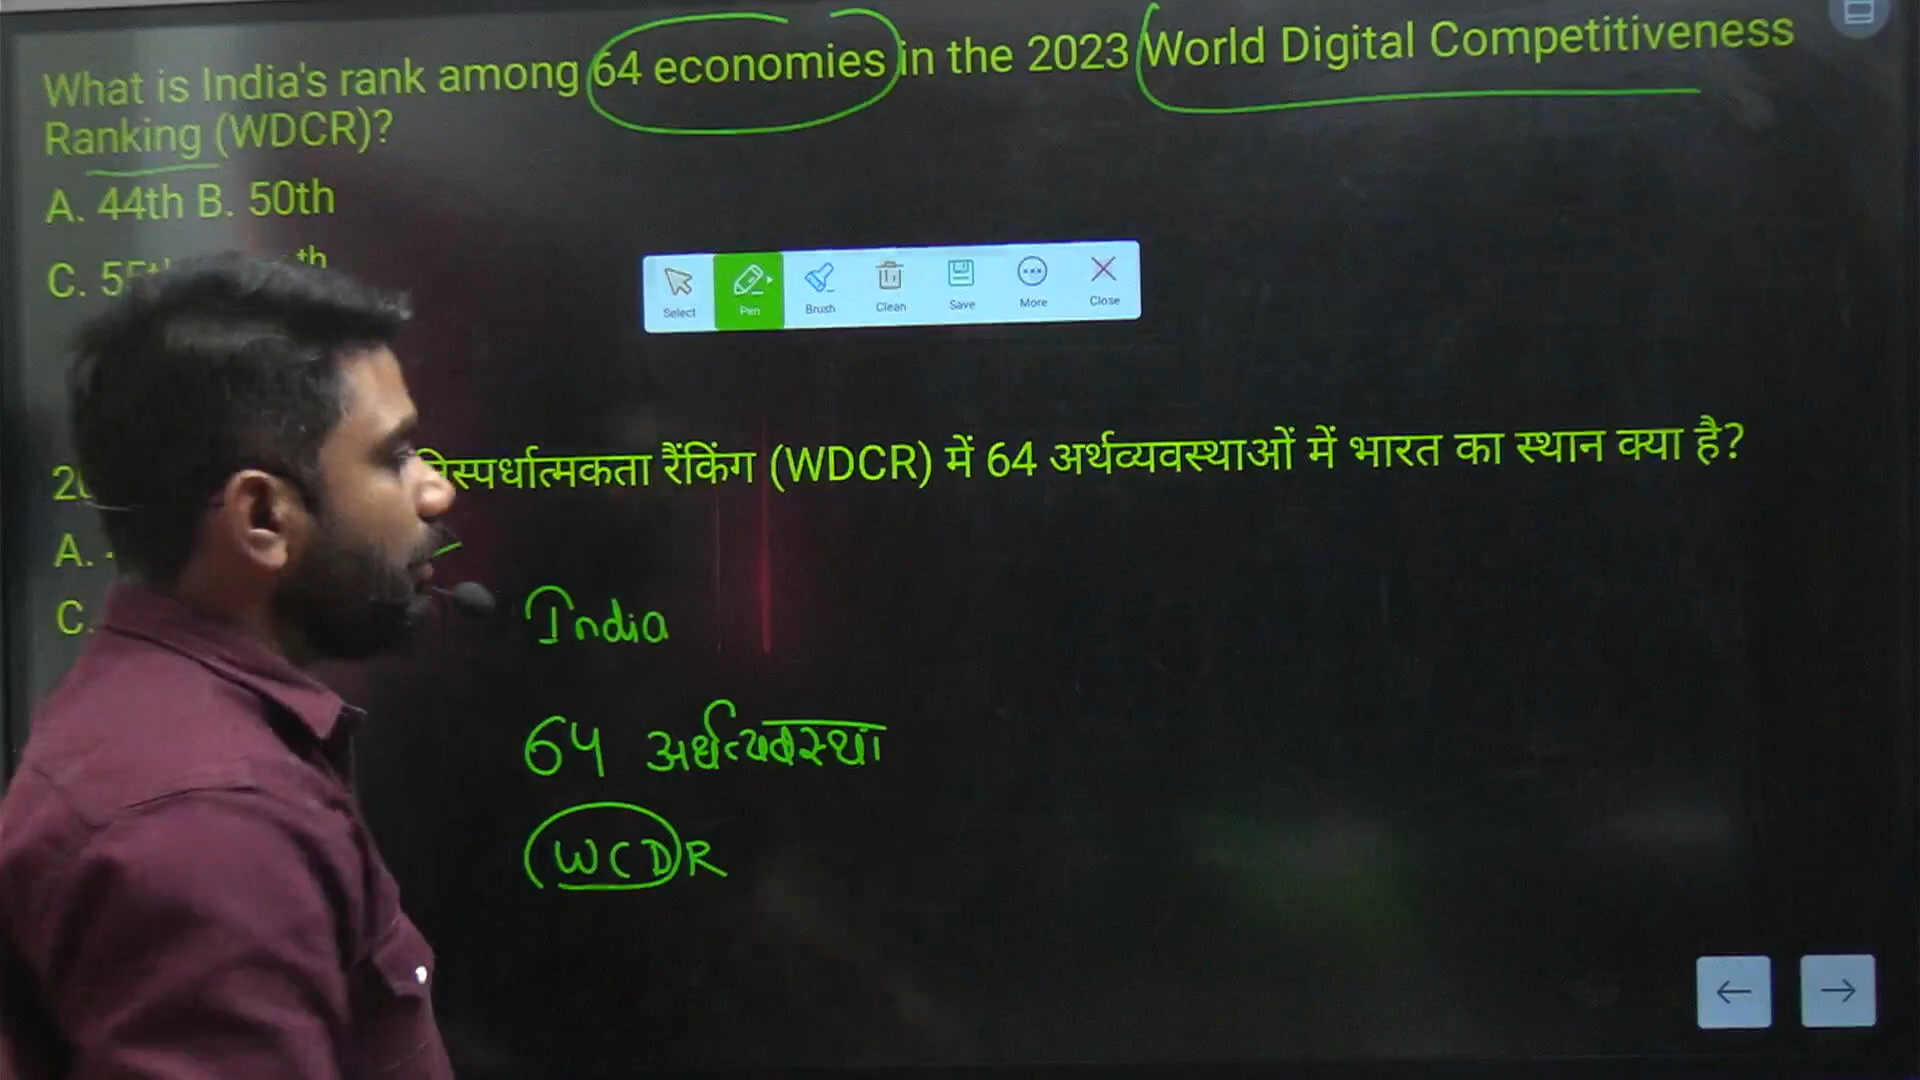 What is India's rank among 64 economies in the 2023 World Digital Competitiveness
Ranking (WDCR)?
A. 44th B. 50th
C. 55th
Select Pen Brush Clean Save More Close
रैंकिंग (WDCR) में 64 अर्थव्यवस्थाओं में भारत का स्थान क्या है?
A.
C.
India
64 अर्थव्यवस्था
WCDR